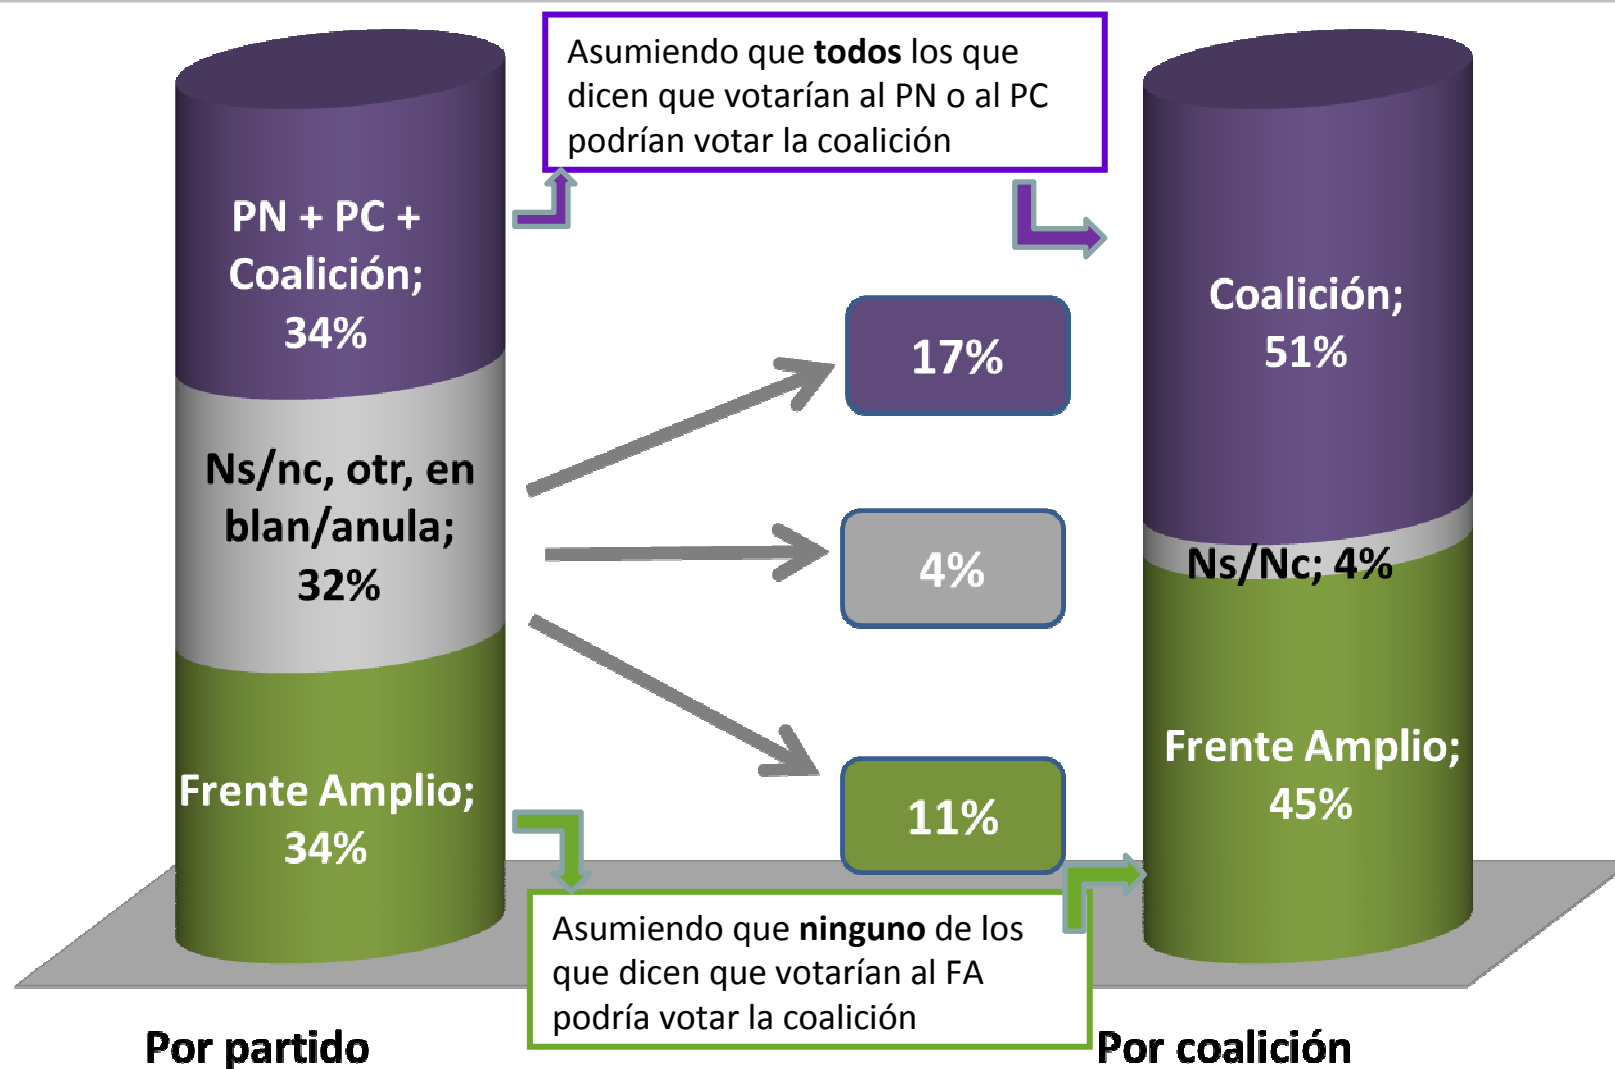 Asumiendo que todos los que
dicen que votarían al PN o al PC
podrían votar la coalición
PN + PC +
Coalición;
34%
Ns/nc, otr, en
blan/anula;
32%
Frente Amplio;
34%
17%
4%
11%
Coalición;
51%
Ns/Nc; 4%
Frente Amplio;
45%
Asumiendo que ninguno de los
que dicen que votarían al FA
podría votar la coalición
Por partido
Por coalición